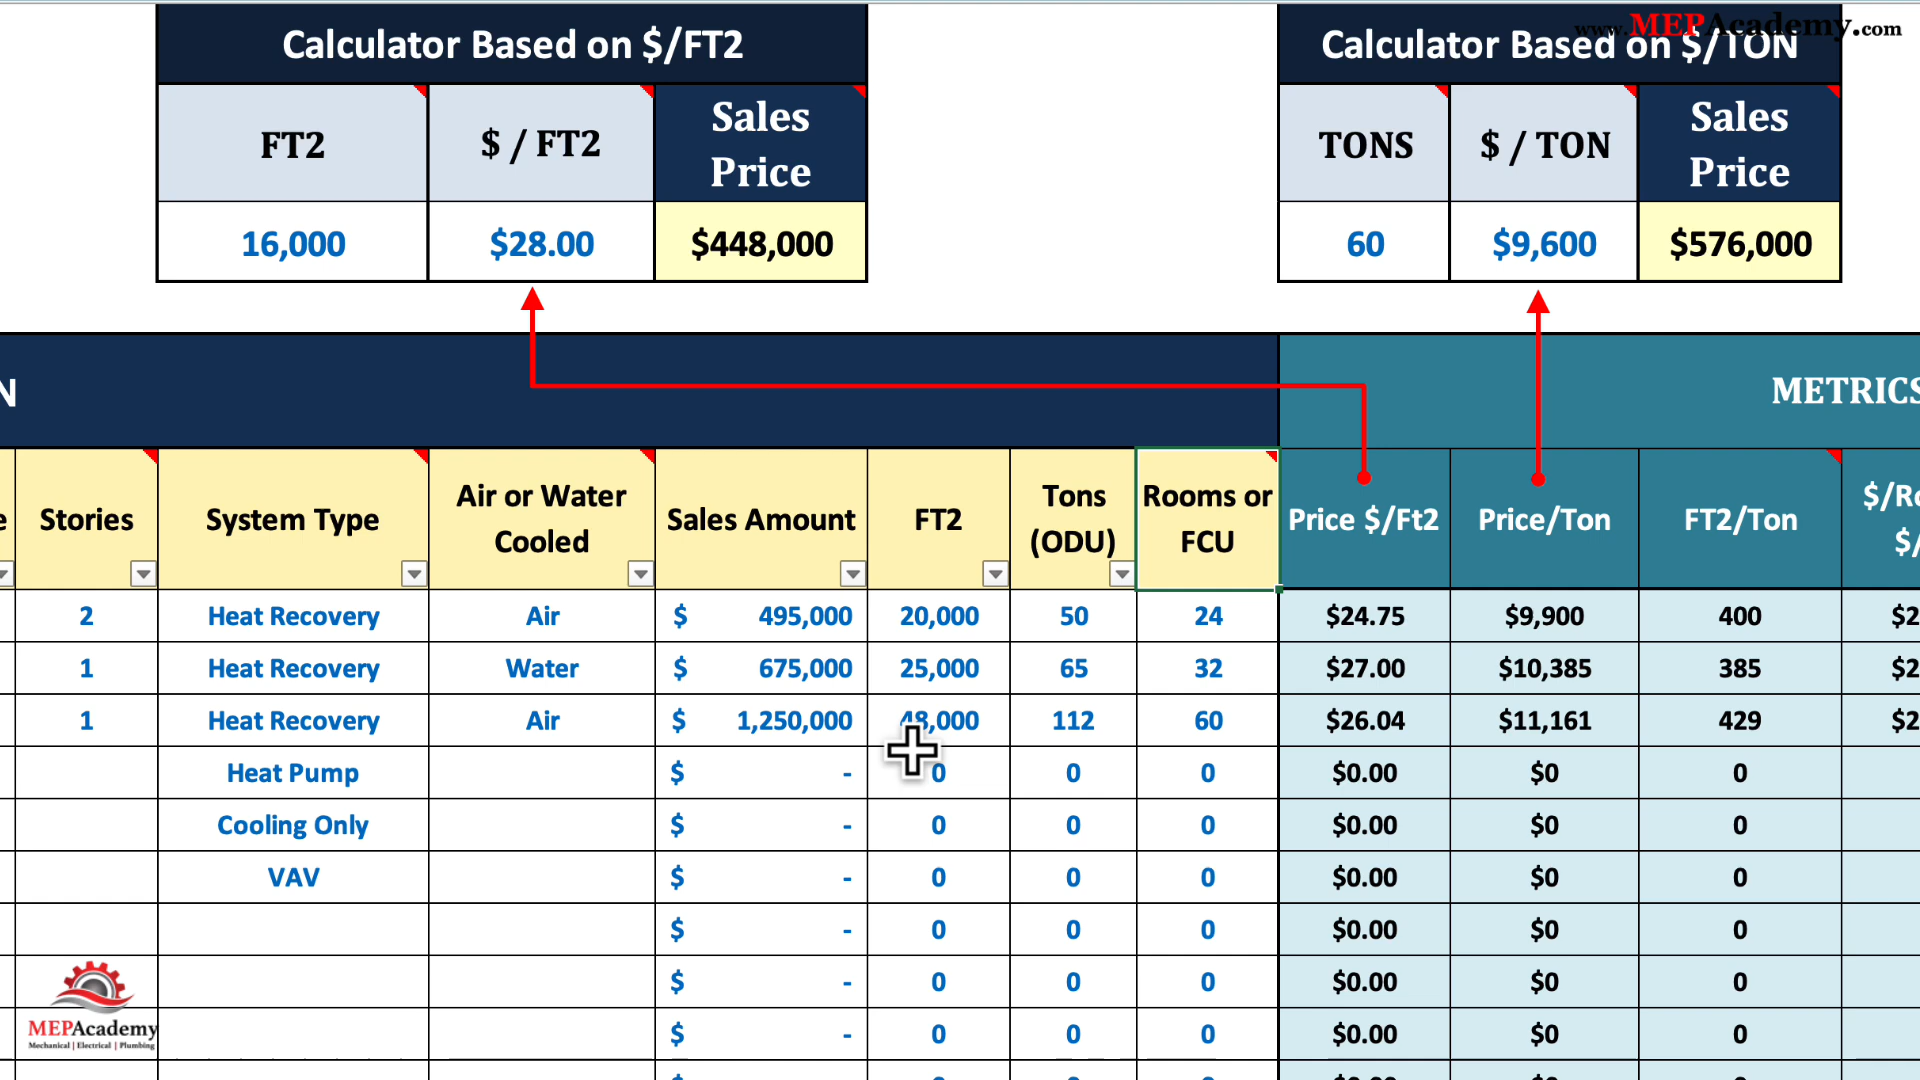 Calculator Based on $/FT2
Calculator Based on $/TON
www.MEPAcademy.com
FT2
$ / FT2
Sales
Price
TONS
$ / TON
Sales
Price
16,000
$28.00
$448,000
60
$9,600
$576,000
N
METRICS
e
Stories
System Type
Air or Water
Cooled
Sales Amount
FT2
Tons
(ODU)
Rooms or
FCU
Price $/Ft2
Price/Ton
FT2/Ton
$/Ro
$/
2 Heat Recovery Air $ 495,000 20,000 50 24 $24.75 $9,900 400 $2
1 Heat Recovery Water $ 675,000 25,000 65 32 $27.00 $10,385 385 $2
1 Heat Recovery Air $ 1,250,000 48,000 112 60 $26.04 $11,161 429 $2
Heat Pump $ - 0 0 0 $0.00 $0 0
Cooling Only $ - 0 0 0 $0.00 $0 0
VAV $ - 0 0 0 $0.00 $0 0
$ - 0 0 0 $0.00 $0 0
$ - 0 0 0 $0.00 $0 0
$ - 0 0 0 $0.00 $0 0
MEPAcademy
Mechanical | Electrical | Plumbing